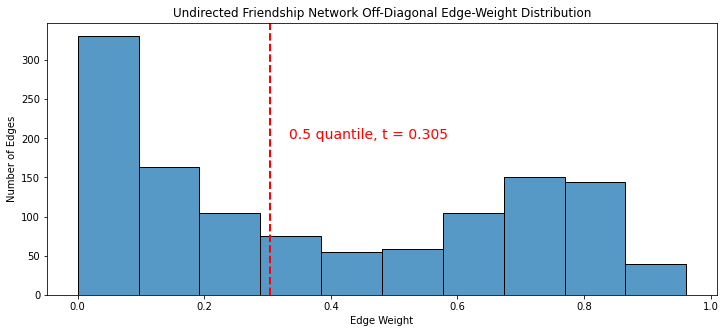 Undirected Friendship Network Off-Diagonal Edge-Weight Distribution
Number of Edges
300
250
200
150
100
50
0
0.5 quantile, t = 0.305
0.0 0.2 0.4 0.6 0.8 1.0
Edge Weight